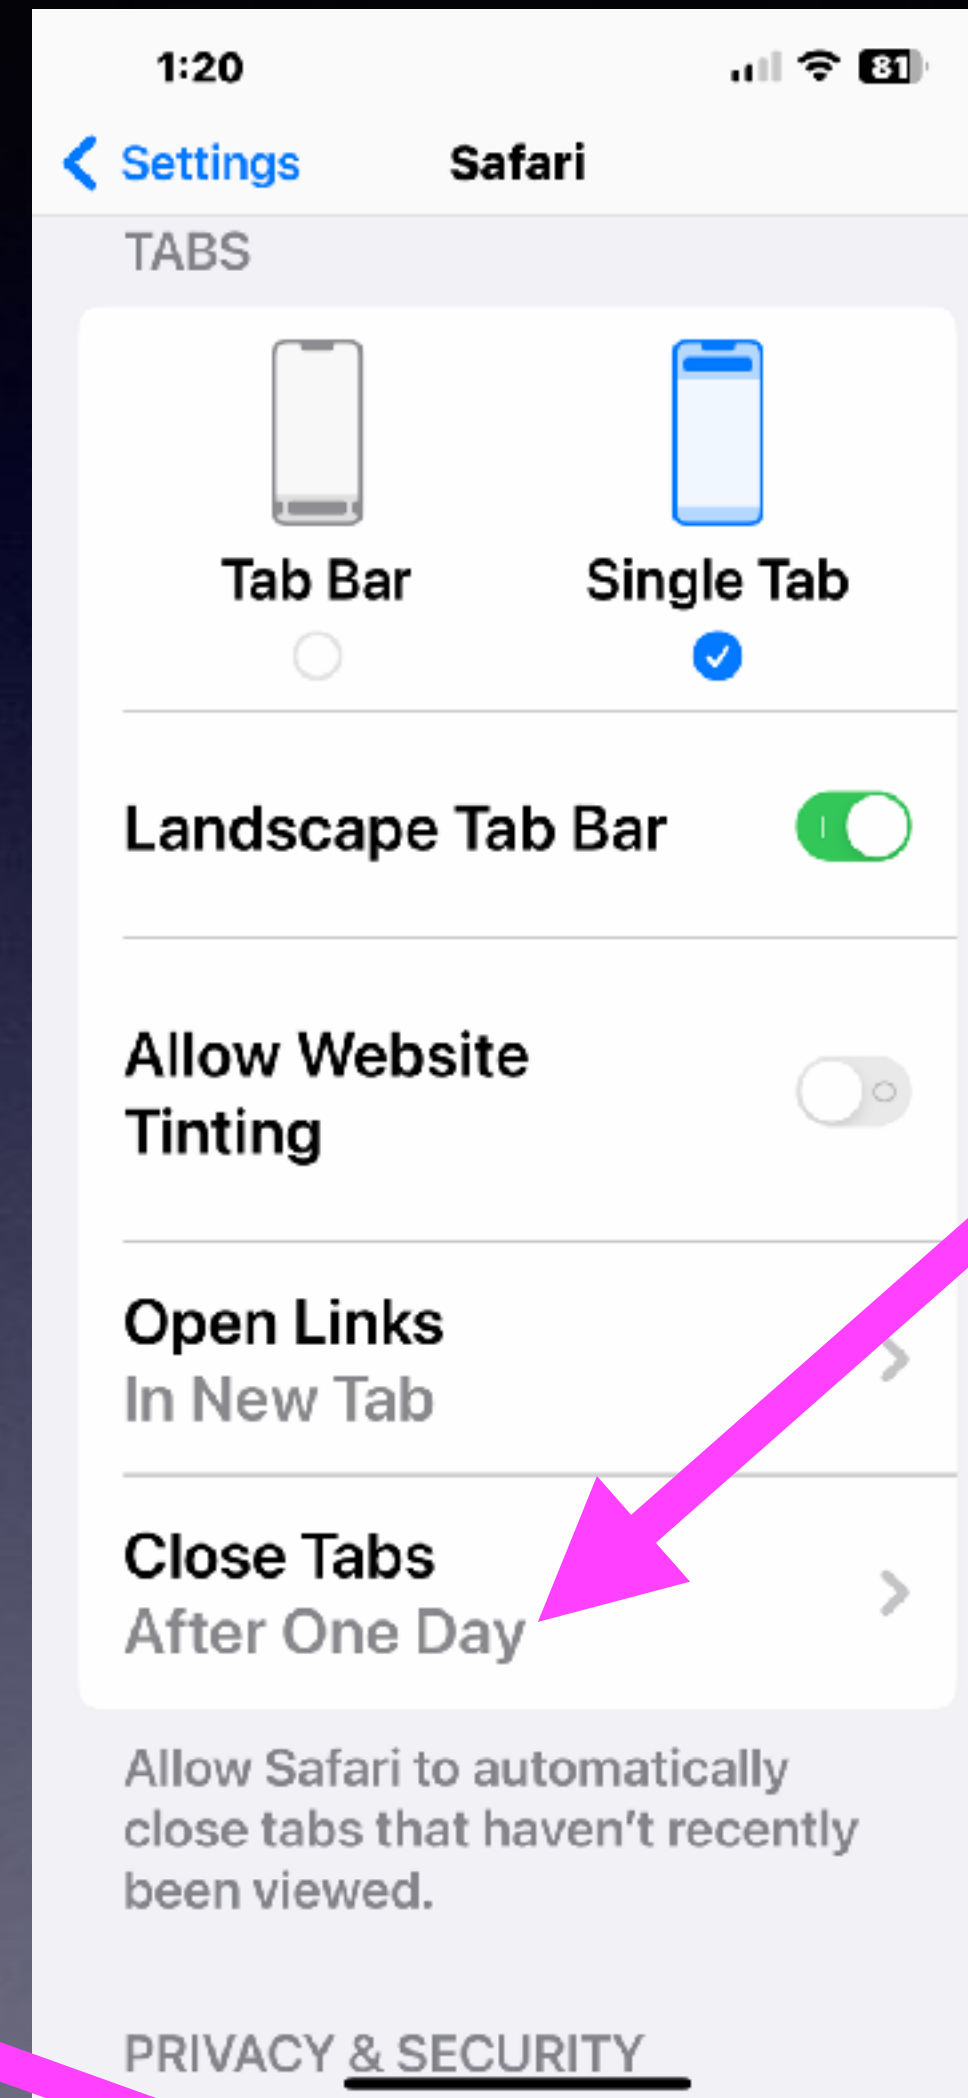 1:20
81
Settings
Safari
TABS
Tab Bar
Single Tab
Landscape Tab Bar
Allow Website
Tinting
Open Links
In New Tab
Close Tabs
After One Day
Allow Safari to automatically
close tabs that haven't recently
been viewed.
PRIVACY & SECURITY